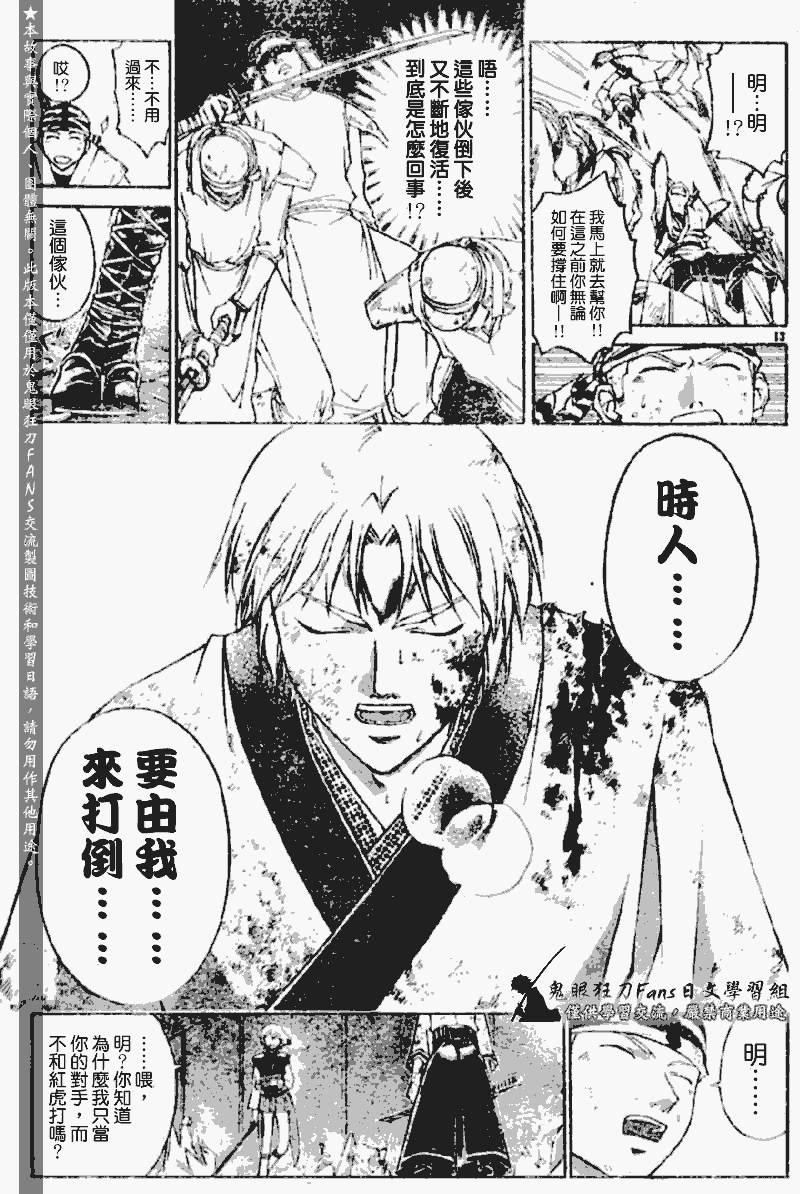 明…明
——!?
我馬上就去幫你!!
在這之前你無論
如何要撐住啊—!!
13
唔……
這些傢伙倒下後
又不斷地復活……
到底是怎麼回事!?
不…不用
過來……
哎!?
這個傢伙…
時人……
要由我……
來打倒……
明……
……喂，
明?你知道
為什麼我只當
你的對手，而
不和紅虎打嗎?
鬼眼狂刀Fans日文學習組
僅供學習交流，嚴禁商業用途
★本故事與實際個人、團體無關。此版本僅僅用於鬼眼狂刀FANS交流製圖技術和學習日語，請勿用作其他用途。